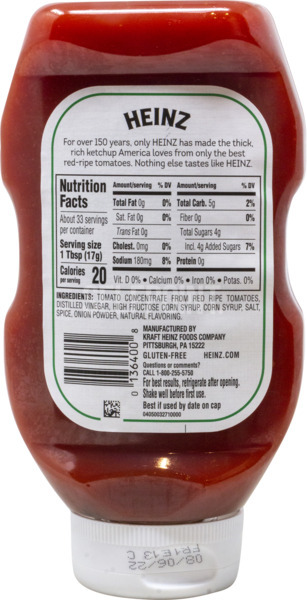 HEINZ
For over 150 years, only HEINZ has made the thick,
rich ketchup America loves from only the best
red-ripe tomatoes. Nothing else tastes like HEINZ.
Nutrition Facts
About 33 servings per container
Serving size
1 Tbsp (17g)
Calories per serving 20
Amount/serving % DV
Total Fat 0g 0%
Sat. Fat 0g 0%
Trans Fat 0g
Cholest. 0mg 0%
Sodium 180mg 8%
Amount/serving % DV
Total Carb. 5g 2%
Fiber 0g 0%
Total Sugars 4g
Incl. 4g Added Sugars 7%
Protein 0g
Vit. D 0% • Calcium 0% • Iron 0% • Potas. 0%
INGREDIENTS: TOMATO CONCENTRATE FROM RED RIPE TOMATOES,
DISTILLED VINEGAR, HIGH FRUCTOSE CORN SYRUP, CORN SYRUP, SALT,
SPICE, ONION POWDER, NATURAL FLAVORING.
0 136400 8
MANUFACTURED BY
KRAFT HEINZ FOODS COMPANY
PITTSBURGH, PA 15222
GLUTEN-FREE HEINZ.COM
Questions or comments?
CALL 1-800-255-5750
For best results, refrigerate after opening.
Shake well before first use.
Best if used by date on cap
04050032710000
08/06/22
FR1E13 C